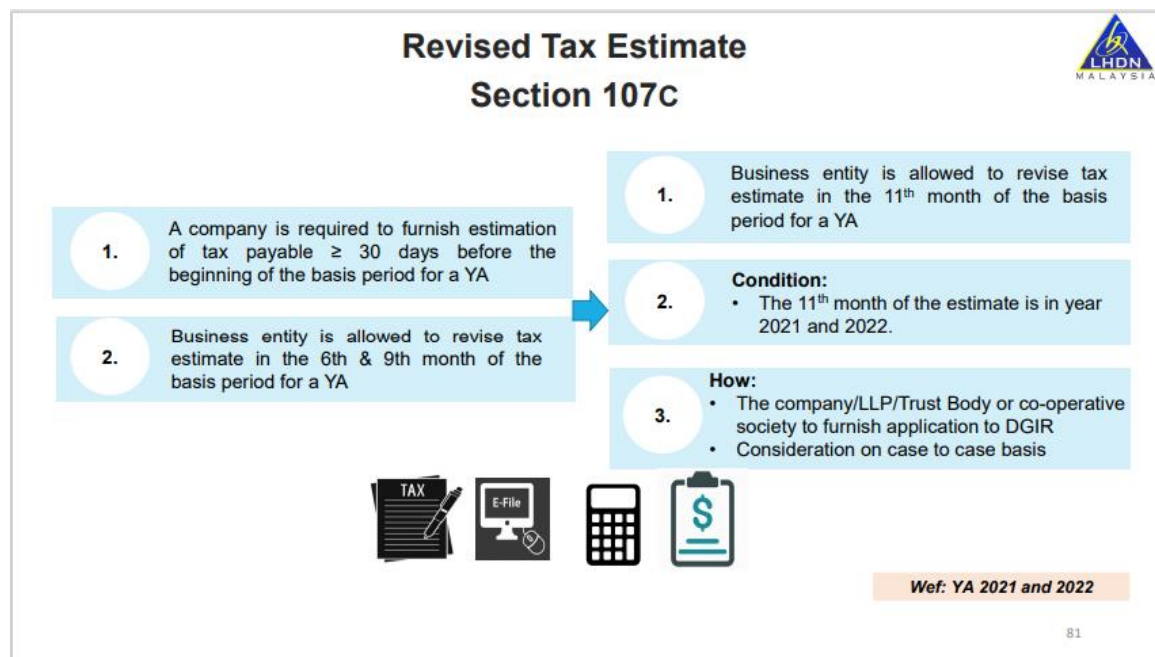 Revised Tax Estimate
Section 107C
LHDN
MALAYSIA
1.
A company is required to furnish estimation
of tax payable ≥ 30 days before the
beginning of the basis period for a YA
2.
Business entity is allowed to revise tax
estimate in the 6th & 9th month of the
basis period for a YA
1.
Business entity is allowed to revise tax
estimate in the 11th month of the basis
period for a YA
2.
Condition:
• The 11th month of the estimate is in year
2021 and 2022.
3.
How:
• The company/LLP/Trust Body or co-operative
society to furnish application to DGIR
• Consideration on case to case basis
TAX
E-File
$
Wef: YA 2021 and 2022
81